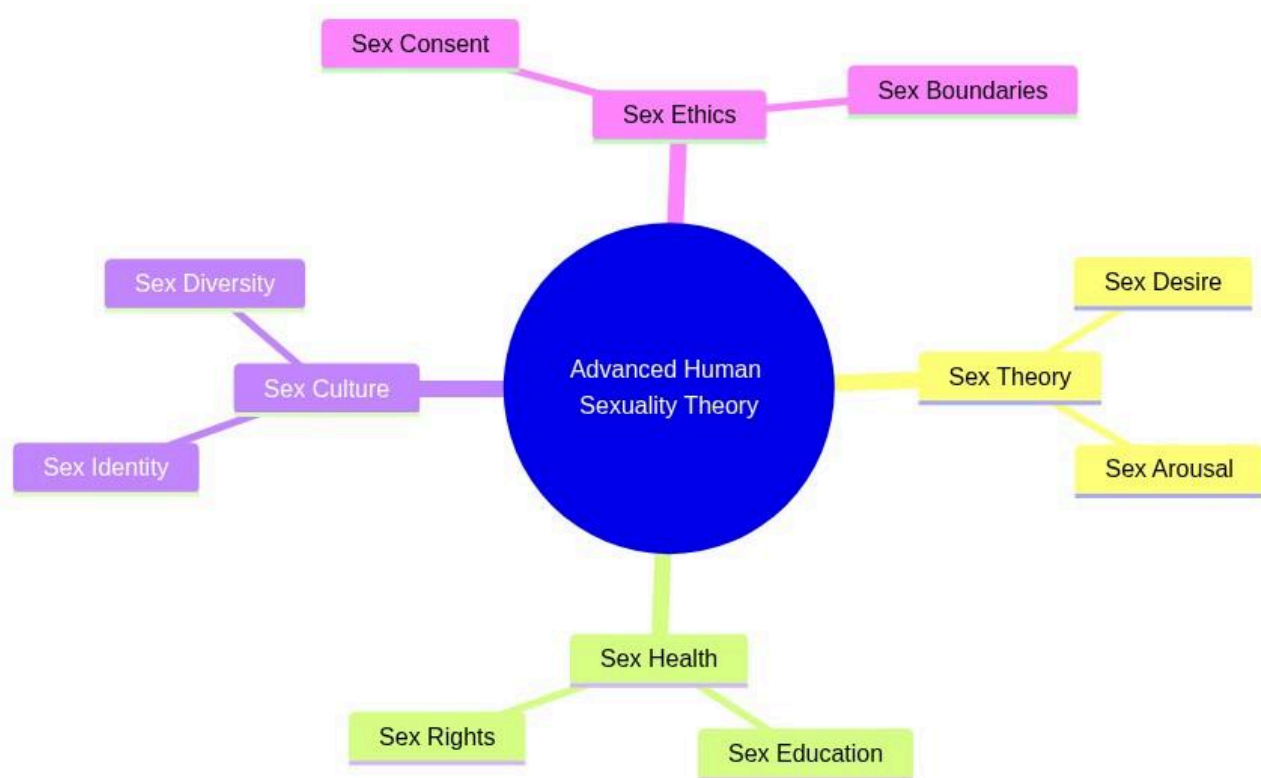 Sex Consent
Sex Boundaries
Sex Ethics
Sex Diversity
Sex Desire
Advanced Human
Sexuality Theory
Sex Culture
Sex Theory
Sex Identity
Sex Arousal
Sex Health
Sex Rights
Sex Education